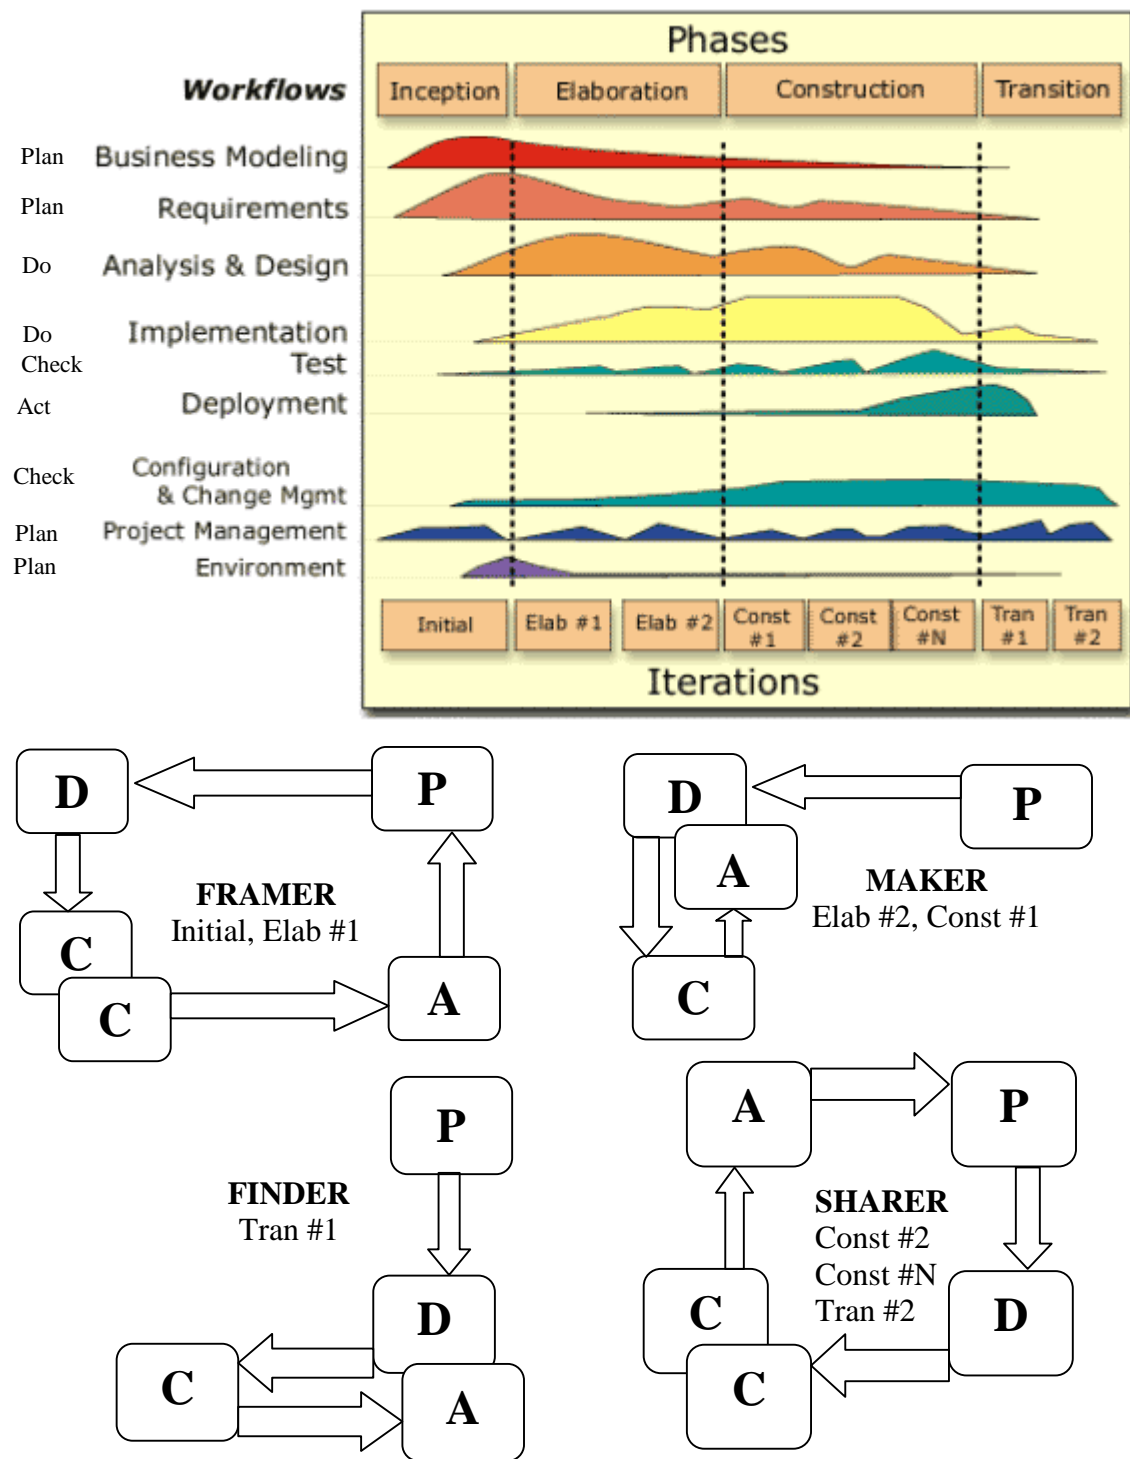 Phases
Workflows
Inception
Elaboration
Construction
Transition
Plan
Business Modeling
Plan
Requirements
Do
Analysis & Design
Do
Implementation
Check
Test
Act
Deployment
Check
Configuration
& Change Mgmt
Plan
Project Management
Plan
Environment
Initial
Elab #1
Elab #2
Const
#1
Const
#2
Const
#N
Tran
#1
Tran
#2
Iterations
D
P
FRAMER
Initial, Elab #1
C
C
A
D
P
A
MAKER
Elab #2, Const #1
C
P
FINDER
Tran #1
D
C
A
A
P
SHARER
Const #2
Const #N
Tran #2
C
D
C